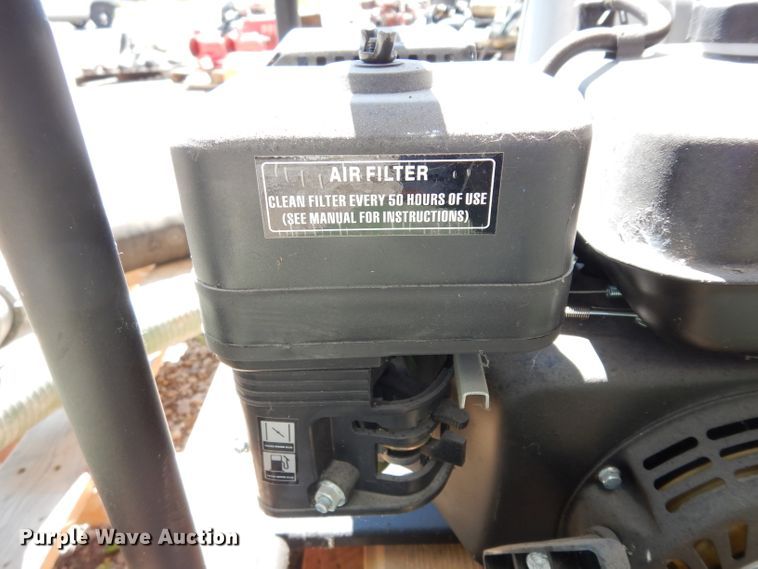 AIR FILTER
CLEAN FILTER EVERY 50 HOURS OF USE
(SEE MANUAL FOR INSTRUCTIONS)
Purple Wave Auction